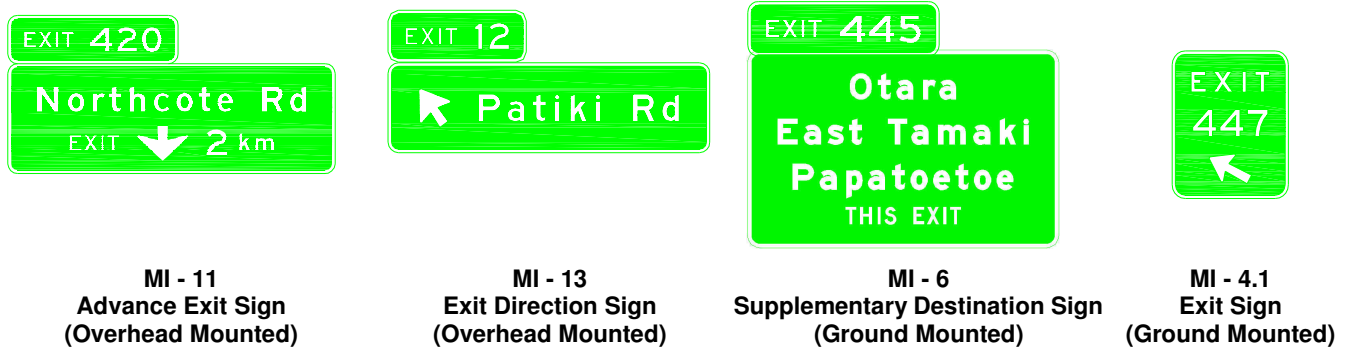 EXIT 420
Northcote Rd
EXIT 2 km
MI - 11
Advance Exit Sign
(Overhead Mounted)
EXIT 12
Patiki Rd
MI - 13
Exit Direction Sign
(Overhead Mounted)
EXIT 445
Otara
East Tamaki
Papatoetoe
THIS EXIT
MI - 6
Supplementary Destination Sign
(Ground Mounted)
EXIT
447
MI - 4.1
Exit Sign
(Ground Mounted)